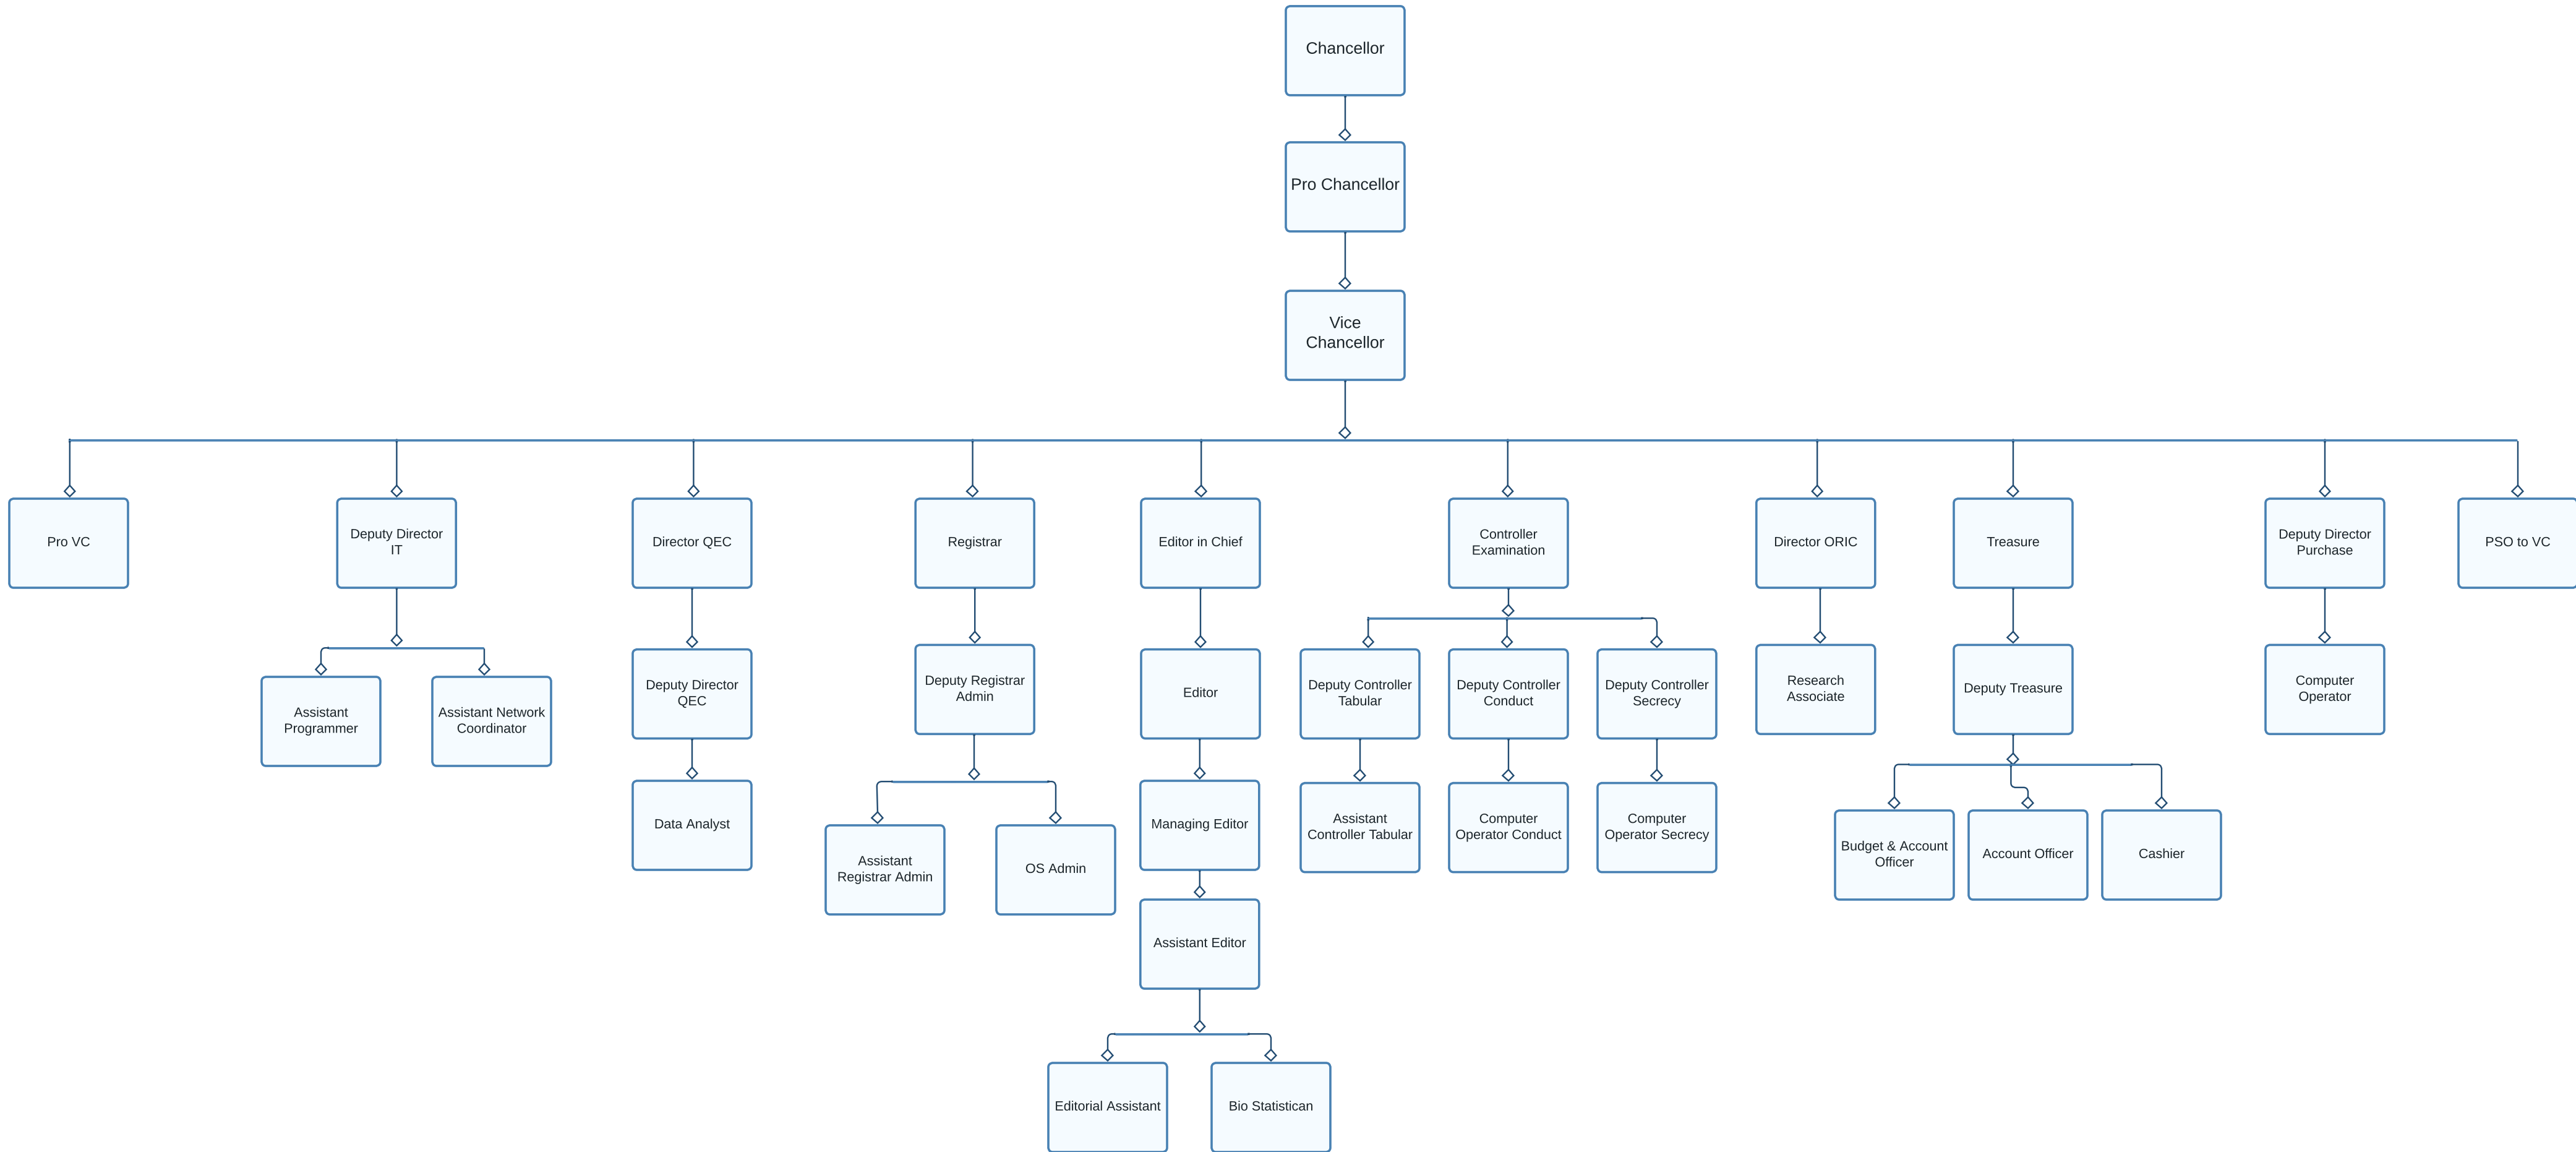 Chancellor
Pro Chancellor
Vice
Chancellor
Pro VC
Deputy Director
IT
Director QEC
Registrar
Editor in Chief
Controller
Examination
Director ORIC
Treasure
Deputy Director
Purchase
PSO to VC
Assistant
Programmer
Assistant Network
Coordinator
Deputy Director
QEC
Deputy Registrar
Admin
Editor
Deputy Controller
Tabular
Deputy Controller
Conduct
Deputy Controller
Secrecy
Research
Associate
Deputy Treasure
Computer
Operator
Data Analyst
Assistant
Registrar Admin
OS Admin
Managing Editor
Assistant
Controller Tabular
Computer
Operator Conduct
Computer
Operator Secrecy
Budget & Account
Officer
Account Officer
Cashier
Assistant Editor
Editorial Assistant
Bio Statistican